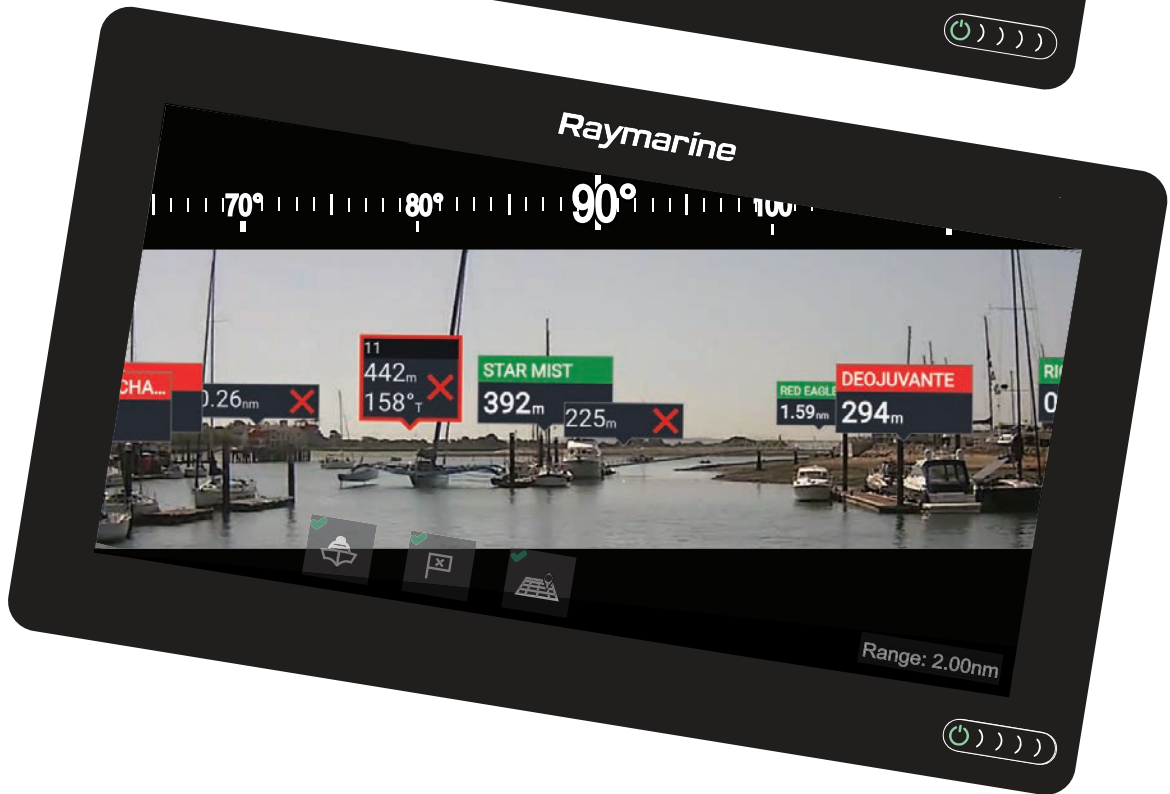 Raymarine
70° 80° 90° 100°
CHA...
0.26nm
11
442m
158°T
STAR MIST
392m
225m
RED EAGLE
1.59nm
DEOJUVANTE
294m
Range: 2.00nm